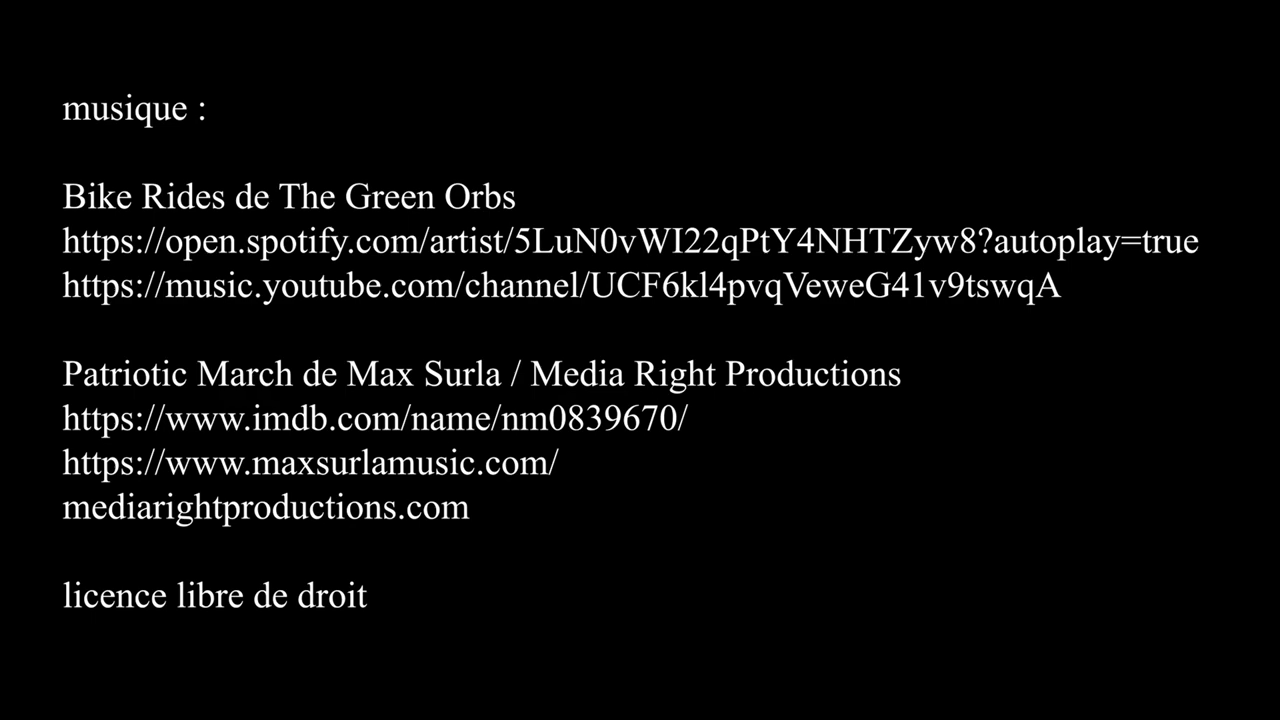 musique :
Bike Rides de The Green Orbs
https://open.spotify.com/artist/5LuN0vWI22qPtY4NHTZyw8?autoplay=true
https://music.youtube.com/channel/UCF6kl4pvqVeweG41v9tswqA
Patriotic March de Max Surla / Media Right Productions
https://www.imdb.com/name/nm0839670/
https://www.maxsurlamusic.com/
mediarightproductions.com
licence libre de droit